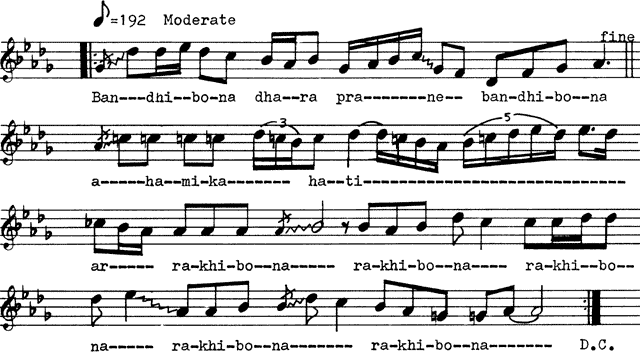 ♪=192 Moderate
fine
Ban---dhi--bo-na dha--ra pra-----ne-- ban-dhi-bo--na
3 5
a-----ha--mi-ka-------- ha--ti---------------------------------
ar------ ra-khi-bo--na------ ra-khi-bo-na---- ra-khi--bo--
na------ ra-khi-bo--na-------- ra-khi-bo-na-------- D.C.